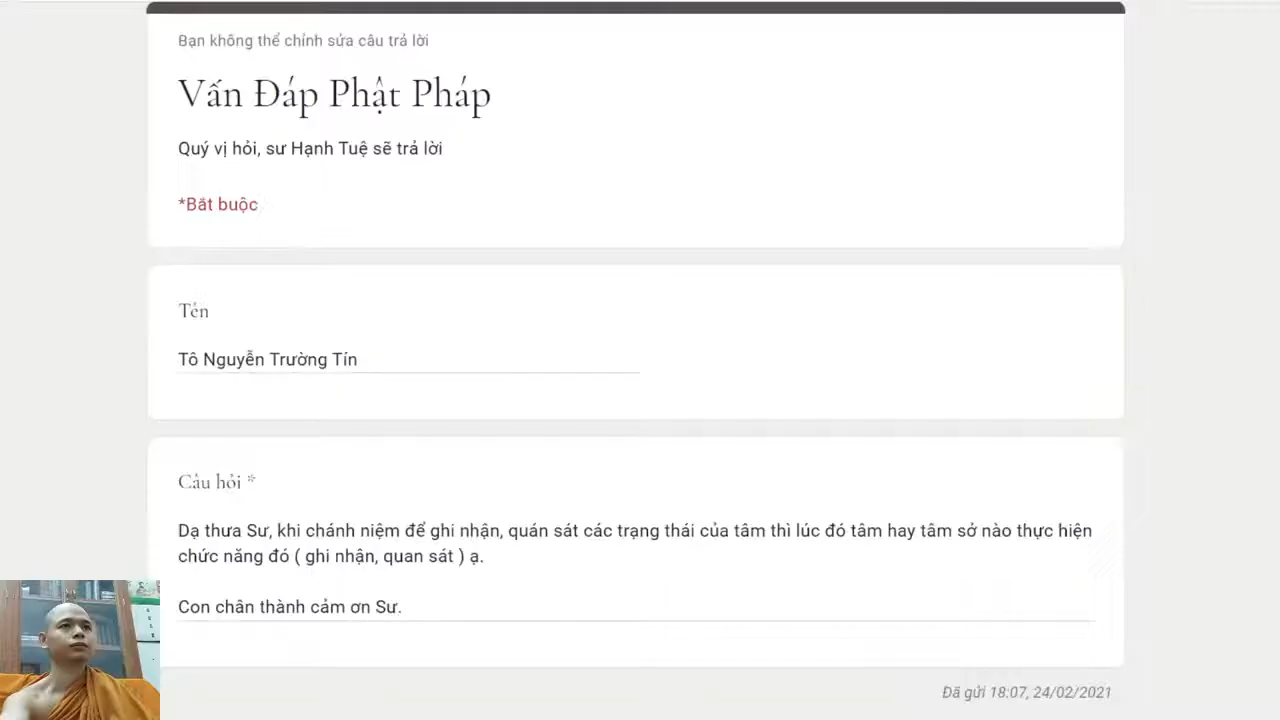 Bạn không thể chỉnh sửa câu trả lời
Vấn Đáp Phật Pháp
Quý vị hỏi, sư Hạnh Tuệ sẽ trả lời
*Bắt buộc
Tên
Tô Nguyễn Trường Tín
Câu hỏi *
Dạ thưa Sư, khi chánh niệm để ghi nhận, quán sát các trạng thái của tâm thì lúc đó tâm hay tâm sở nào thực hiện
chức năng đó ( ghi nhận, quan sát ) ạ.
Con chân thành cảm ơn Sư.
Đã gửi 18:07, 24/02/2021